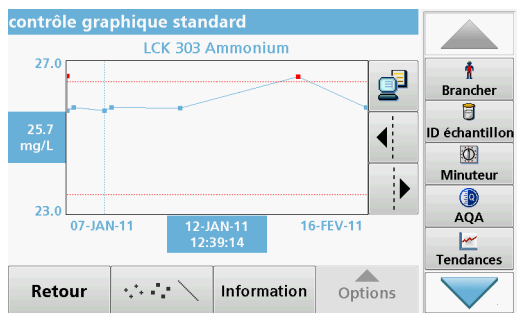 contrôle graphique standard
LCK 303 Ammonium
27.0
25.7
mg/L
23.0
07-JAN-11
12-JAN-11
12:39:14
16-FEV-11
Retour
Information
Options
Brancher
ID échantillon
Minuteur
AQA
Tendances